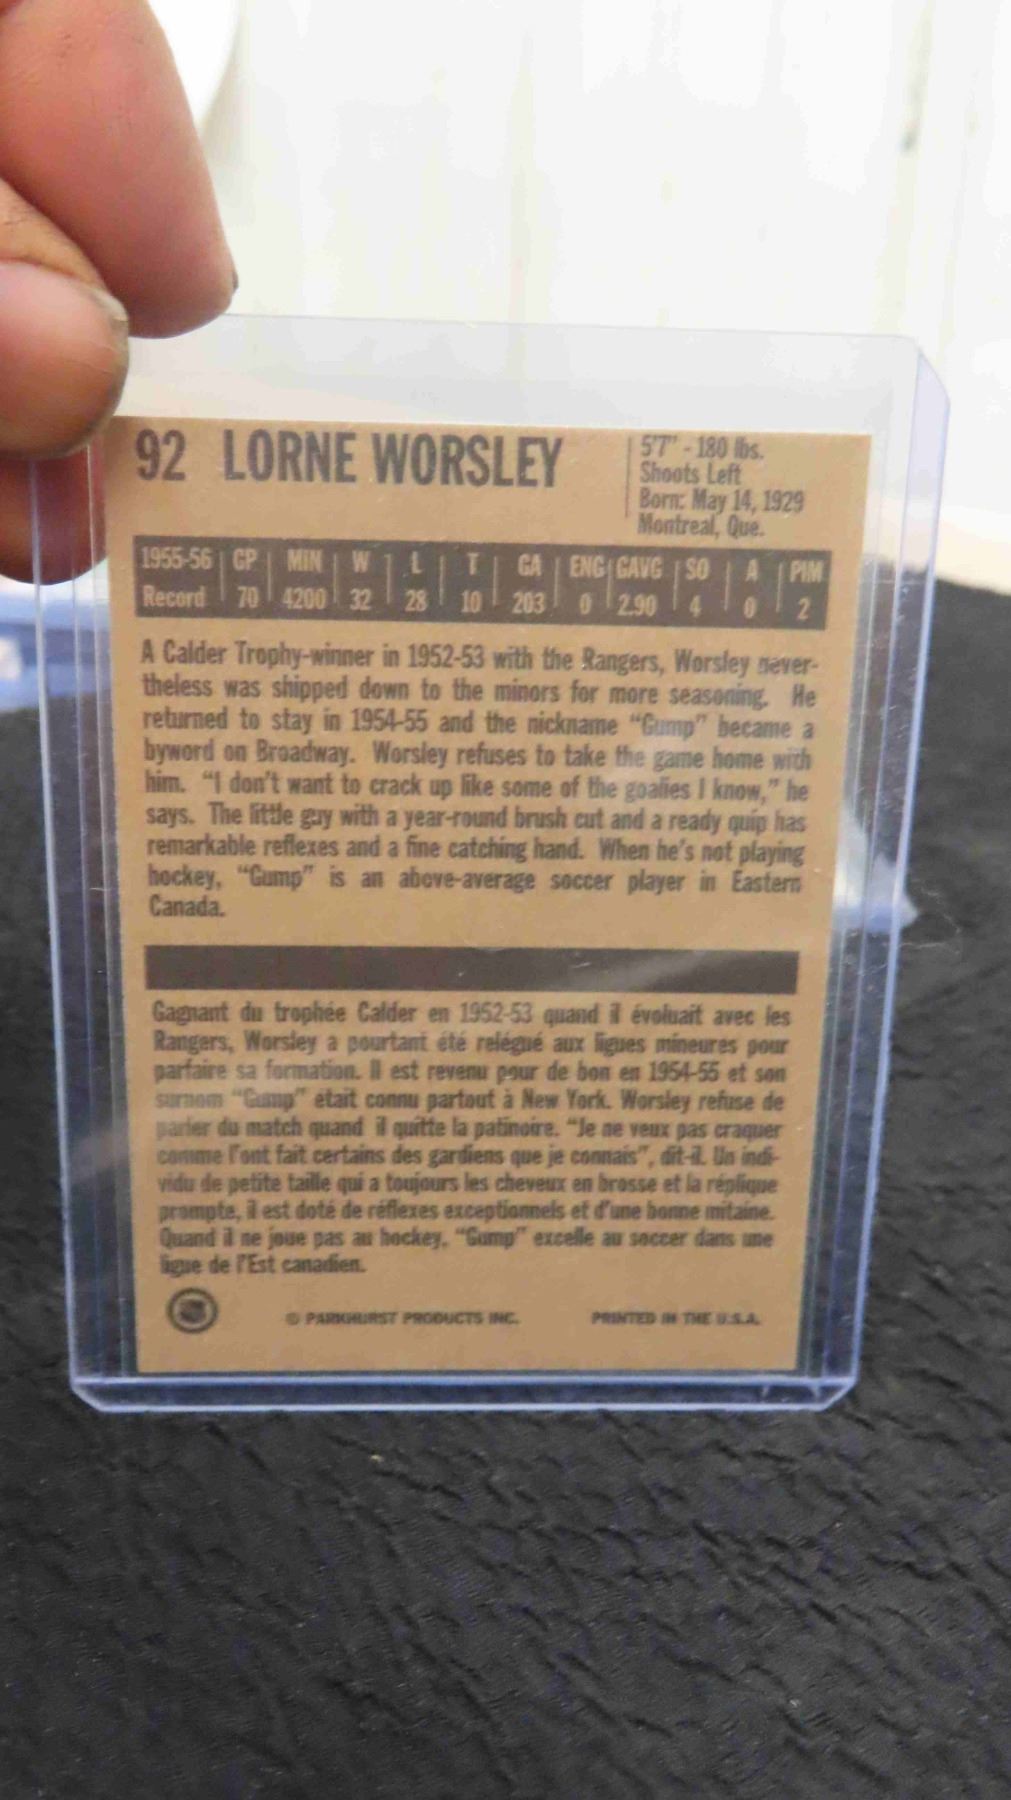 92 LORNE WORSLEY
5'7" - 180 lbs.
Shoots Left
Born: May 14, 1929
Montreal, Que.
1955-56 GP MIN W L T GA ENG GAVG SO A PIM
Record 70 4200 32 28 10 203 0 2.90 4 0 2
A Calder Trophy-winner in 1952-53 with the Rangers, Worsley never-
theless was shipped down to the minors for more seasoning. He
returned to stay in 1954-55 and the nickname "Gump" became a
byword on Broadway. Worsley refuses to take the game home with
him. "I don't want to crack up like some of the goalies I know," he
says. The little guy with a year-round brush cut and a ready quip has
remarkable reflexes and a fine catching hand. When he's not playing
hockey, "Gump" is an above-average soccer player in Eastern
Canada.
Gagnant du trophée Calder en 1952-53 quand il évoluait avec les
Rangers, Worsley a pourtant été relégué aux ligues mineures pour
parfaire sa formation. Il est revenu pour de bon en 1954-55 et son
surnom "Gump" était connu partout à New York. Worsley refuse de
parler du match quand il quitte la patinoire. "Je ne veux pas craquer
comme l'ont fait certains des gardiens que je connais", dit-il. Un indi-
vidu de petite taille qui a toujours les cheveux en brosse et la réplique
prompte, il est doté de réflexes exceptionnels et d'une bonne mitaine.
Quand il ne joue pas au hockey, "Gump" excelle au soccer dans une
ligue de l'Est canadien.
© PARKHURST PRODUCTS INC. PRINTED IN THE U.S.A.